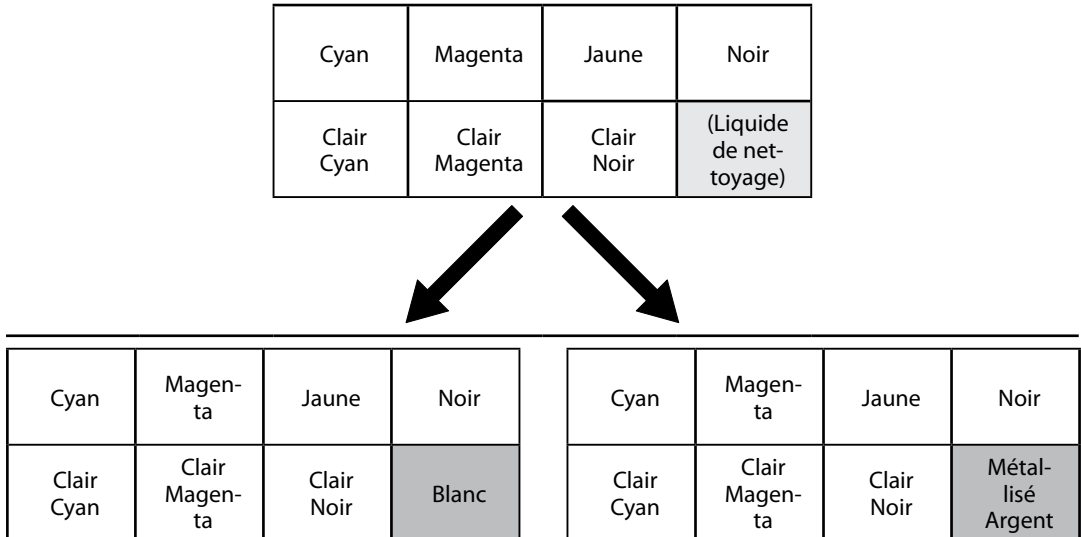 Cyan
Magenta
Jaune
Noir
Clair
Cyan
Clair
Magenta
Clair
Noir
(Liquide
de net-
toyage)
Cyan
Magen-
ta
Jaune
Noir
Clair
Cyan
Clair
Magen-
ta
Clair
Noir
Blanc
Cyan
Magen-
ta
Jaune
Noir
Clair
Cyan
Clair
Magen-
ta
Clair
Noir
Métal-
lisé
Argent